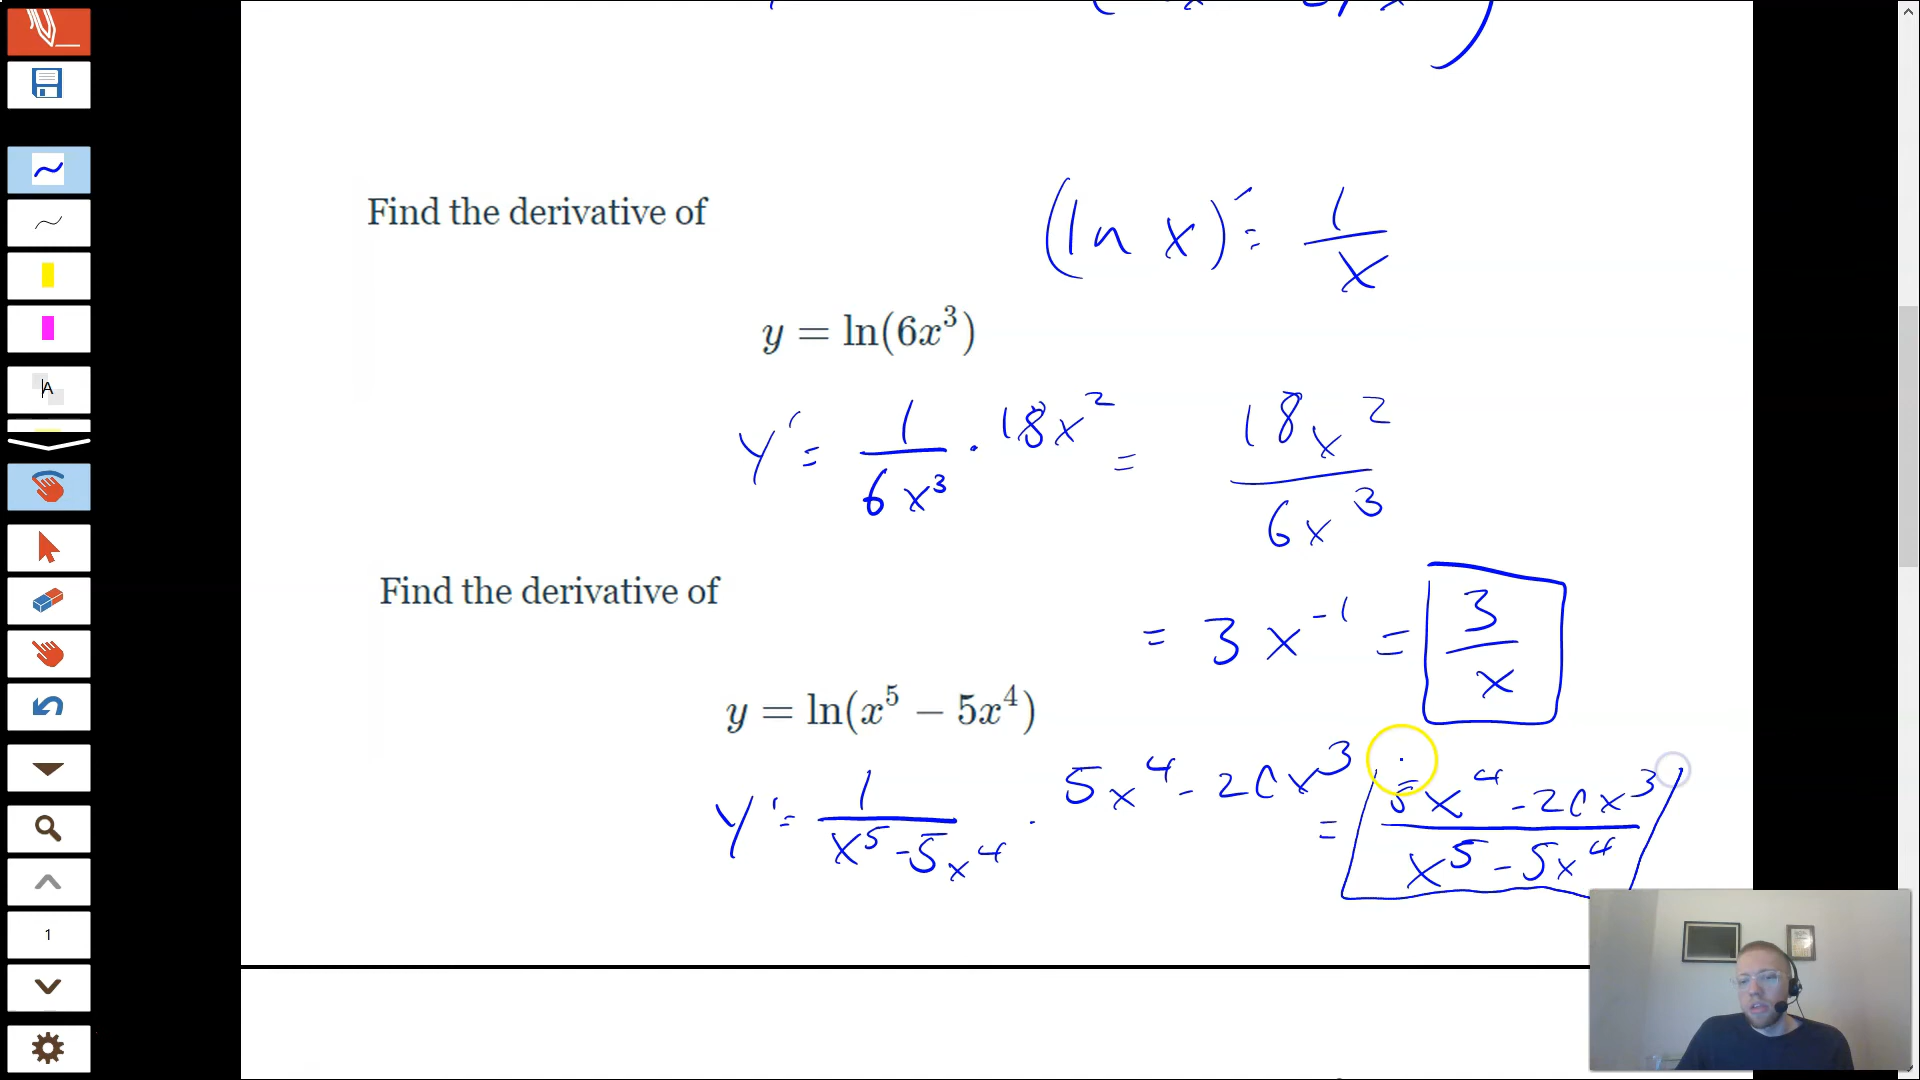 Find the derivative of
(ln x)' = 1/x
y = ln(6x³)
y' = 1/6x³ · 18x² = 18x²/6x³
= 3x⁻¹ = 3/x
Find the derivative of
y = ln(x⁵ − 5x⁴)
y' = 1/x⁵-5x⁴ · 5x⁴ - 20x³ = 5x⁴ - 20x³/x⁵ - 5x⁴
A
1